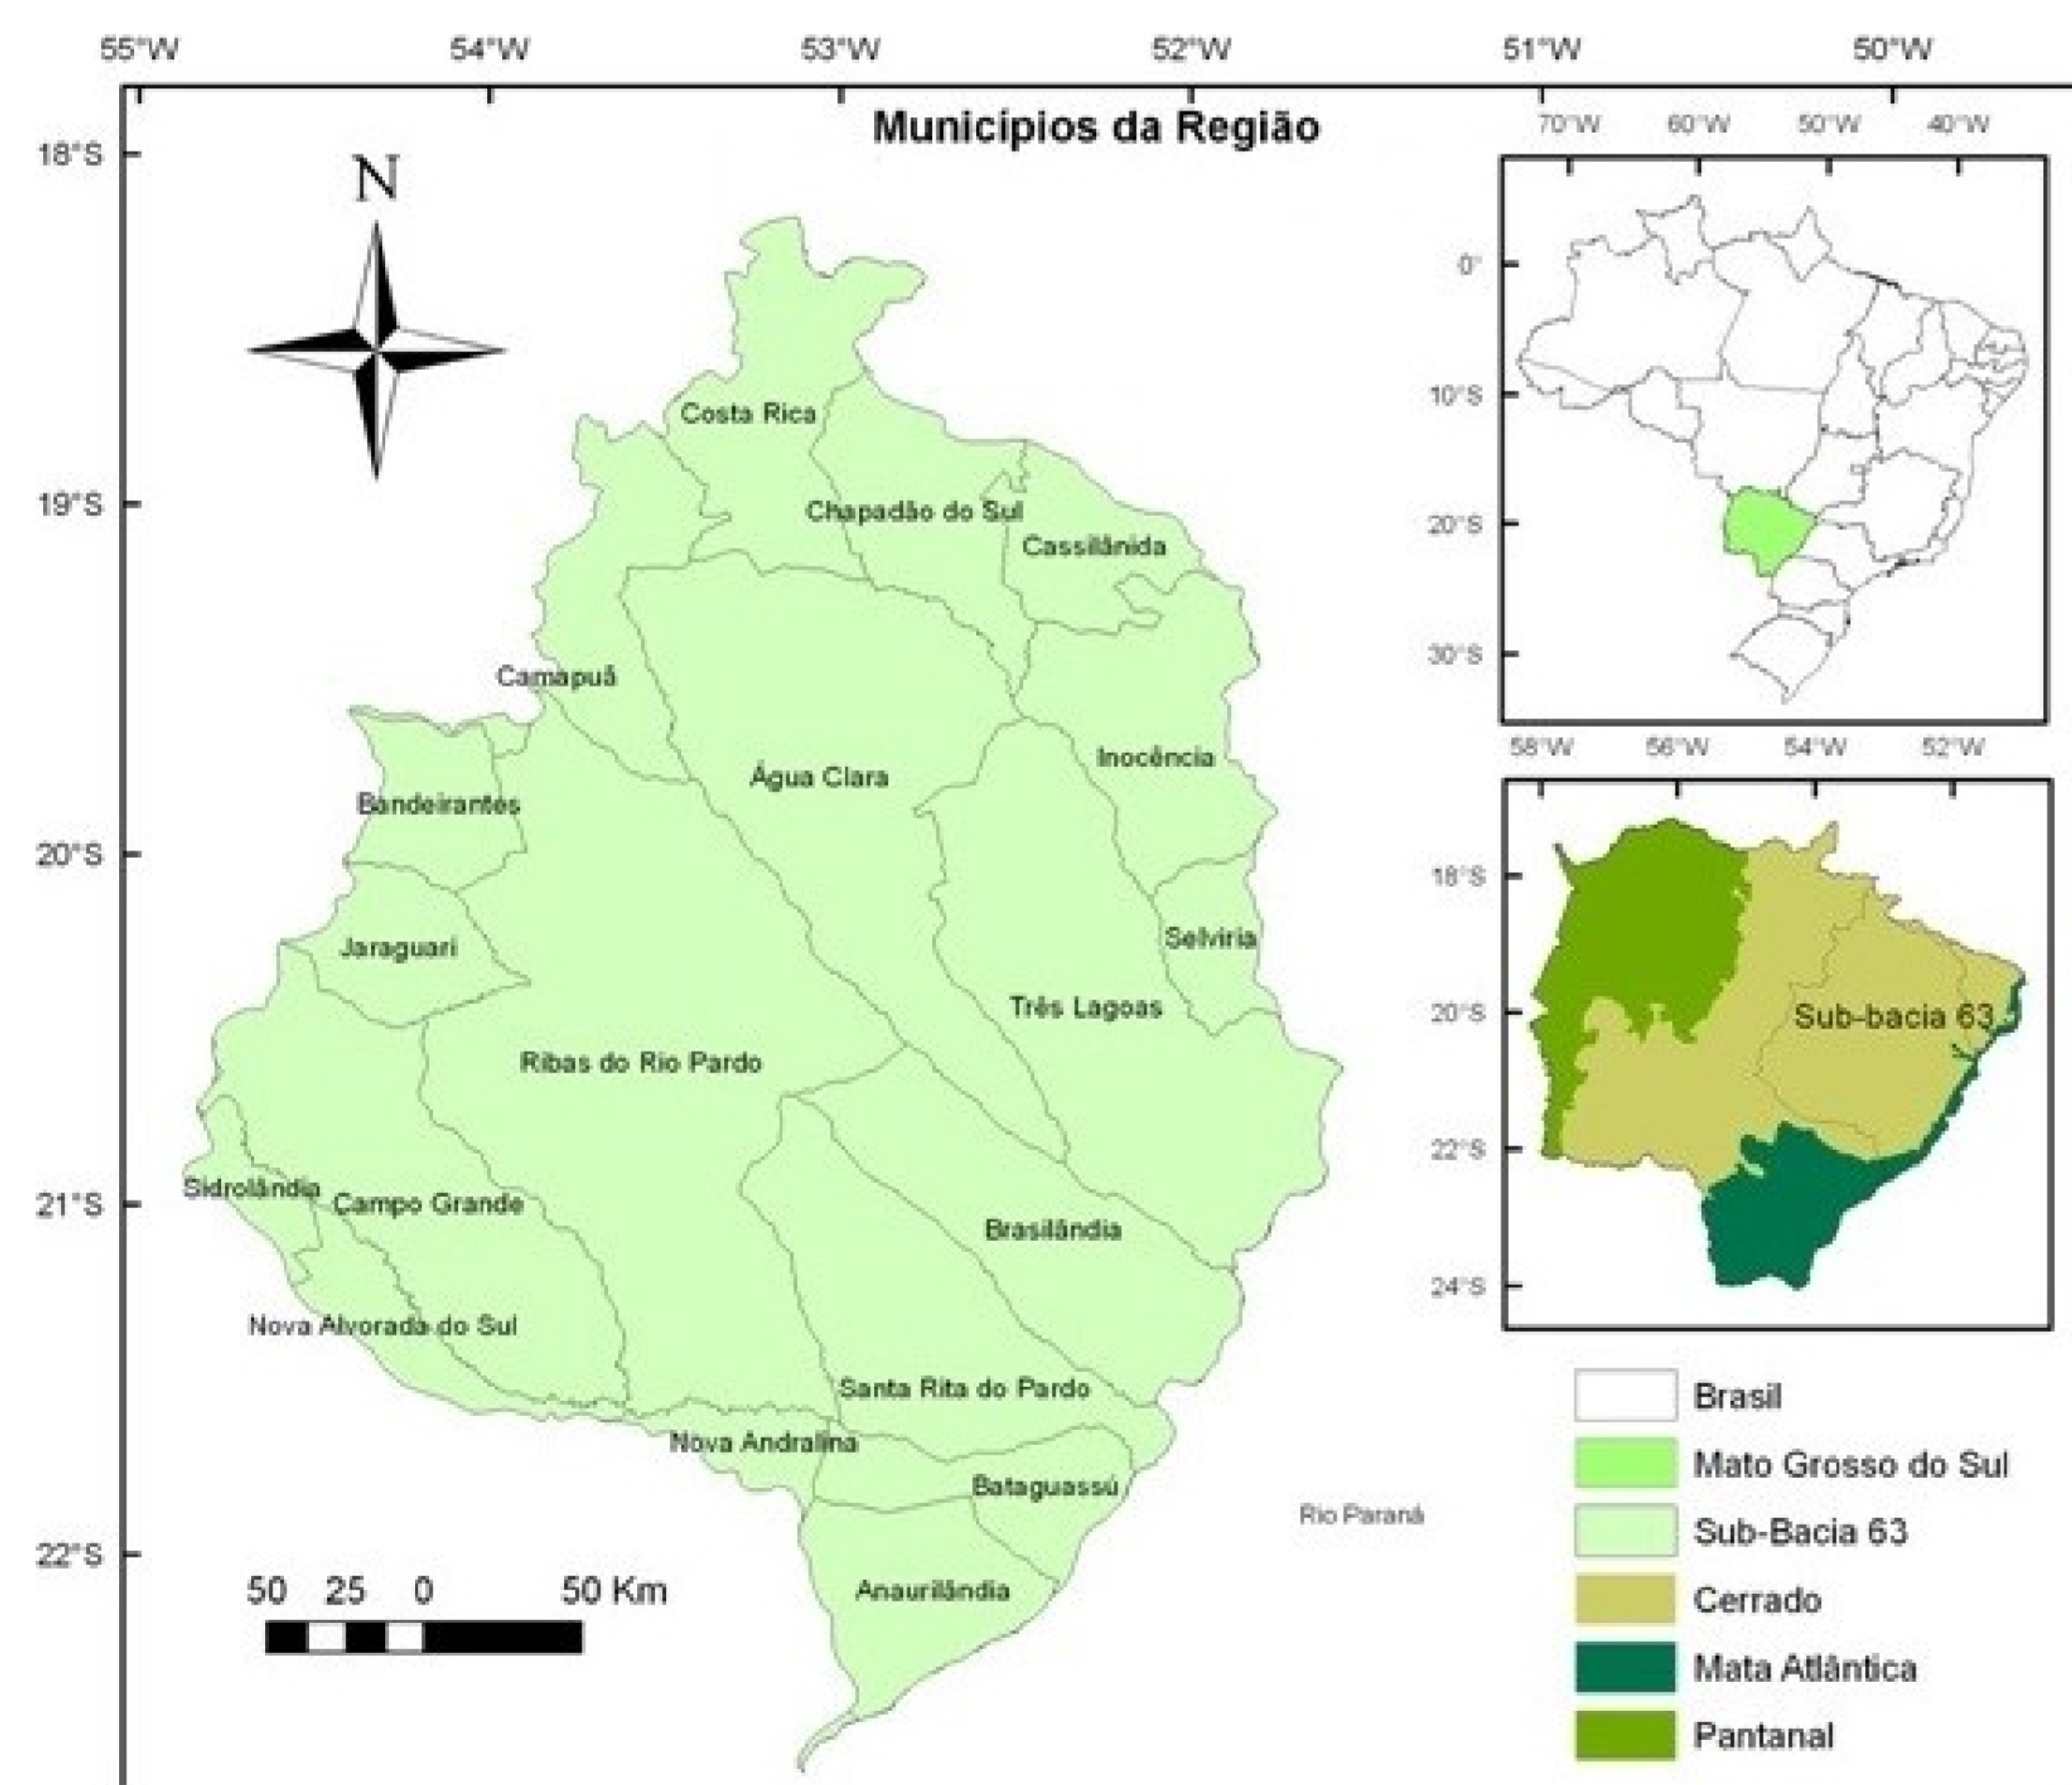 55°W 54°W 53°W 52°W 51°W 50°W
Municípios da Região
70°W 60°W 50°W 40°W
18°S
N
0°
Costa Rica
10°S
19°S
Chapadão do Sul
20°S
Cassilânida
30°S
Camapuã
58°W 56°W 54°W 52°W
Inocência
Água Clara
Bandeirantes
20°S
18°S
Jaraguari
Selviria
Três Lagoas
20°S
Sub-bacia 63
Ribas do Rio Pardo
22°S
21°S
Sidrolândia
Campo Grande
Brasilândia
24°S
Nova Alvorada do Sul
Santa Rita do Pardo
Brasil
Nova Andralina
Mato Grosso do Sul
Bataguassú
Rio Paraná
Sub-Bacia 63
22°S
50 25 0 50 Km
Anaurilândia
Cerrado
Mata Atlântica
Pantanal